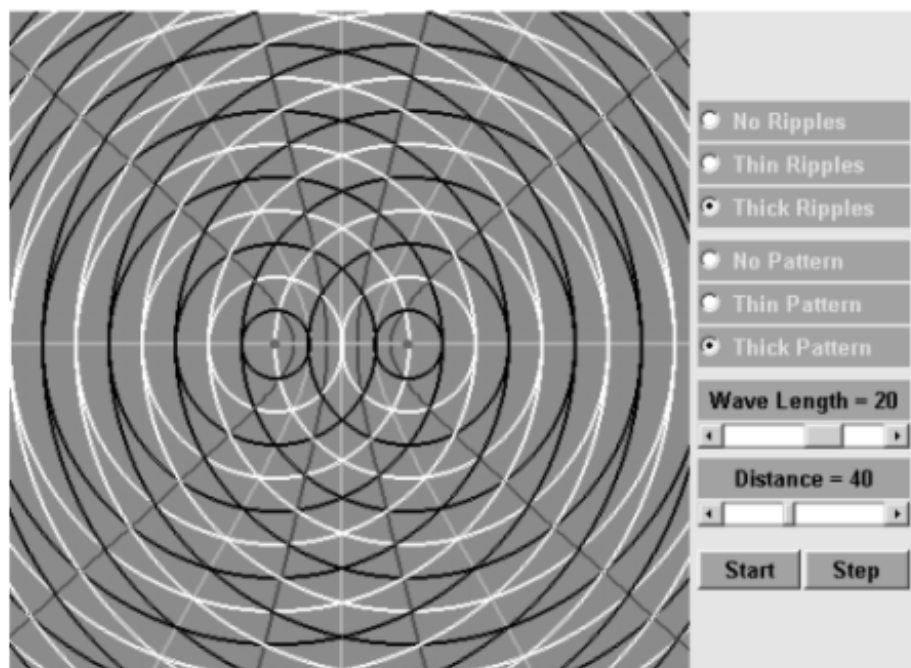 No Ripples
Thin Ripples
Thick Ripples
No Pattern
Thin Pattern
Thick Pattern
Wave Length = 20
Distance = 40
Start Step